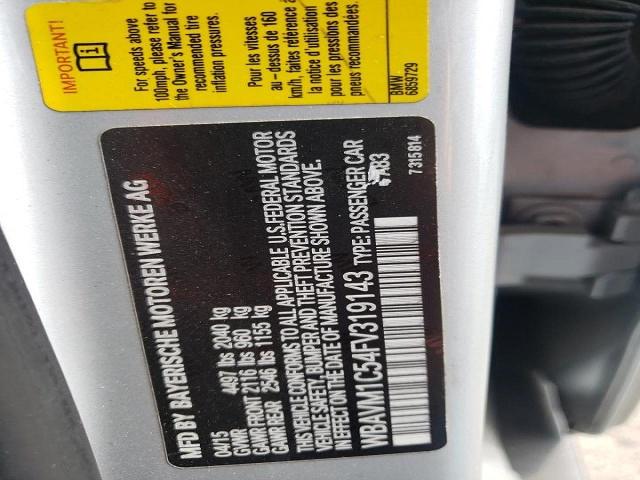 IMPORTANT!
i
For speeds above
100mph, please refer to
the Owner's Manual for
recommended tire
inflation pressures.
Pour les vitesses
au - dessus de 160
km/h, faites référence à
la notice d'utilisation
pour les pressions des
pneus recommandées.
BMW
6859729
MFD BY BAYERISCHE MOTOREN WERKE AG
04/15
GVWR 4497 lbs 2040 kg
GAWR FRONT 2116 lbs 960 kg
GAWR REAR 2546 lbs 1155 kg
THIS VEHICLE CONFORMS TO ALL APPLICABLE U.S.FEDERAL MOTOR
VEHICLE SAFETY, BUMPER AND THEFT PREVENTION STANDARDS
IN EFFECT ON THE DATE OF MANUFACTURE SHOWN ABOVE.
WBAVM1C54FV319143 TYPE: PASSENGER CAR
7315814